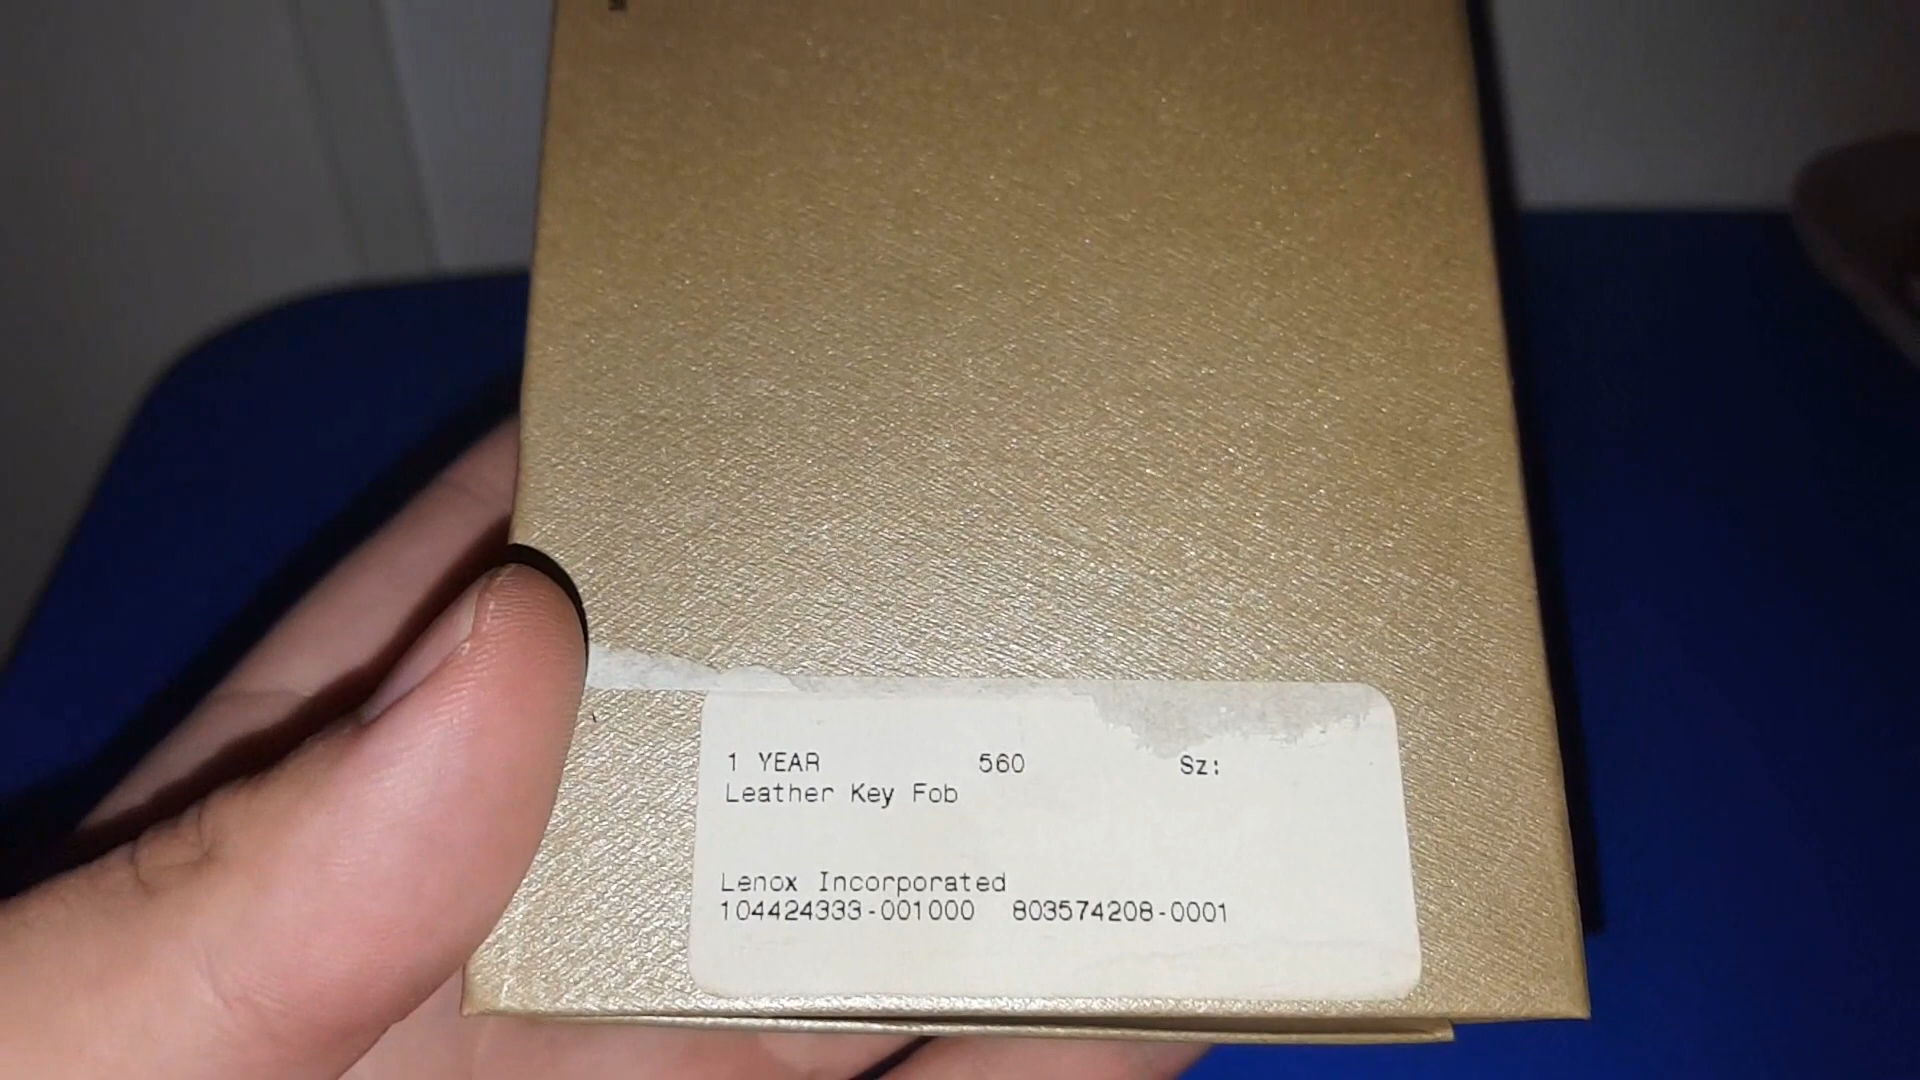 1 YEAR 560 Sz:
Leather Key Fob
Lenox Incorporated
104424333-001000 803574208-0001